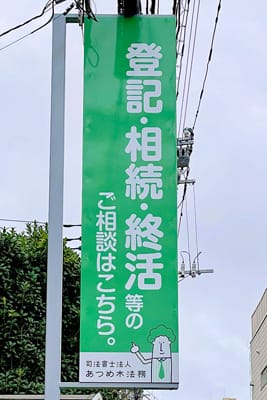 登記・相続・終活等の
ご相談はこちら。
司法書士法人
あつめ木法務